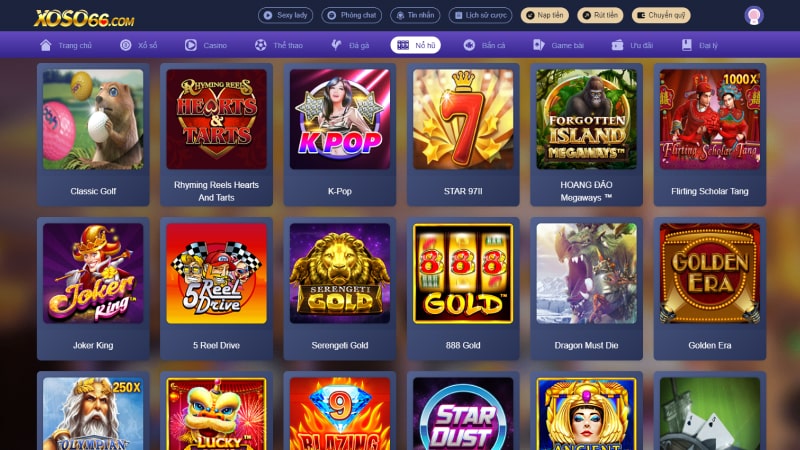 XOSO66.COM
Sexy lady
Phòng chat
Tin nhắn
Lịch sử cược
Nạp tiền
Rút tiền
Chuyển quỹ
Trang chủ
Xổ số
Casino
Thể thao
Đá gà
Nổ hũ
Bắn cá
Game bài
Ưu đãi
Đại lý
RHYMING REELS
HEARTS
&
TARTS
K.POP
7
FORGOTTEN
ISLAND
MEGAWAYS™
1000X
Flirting Scholar Tang
Classic Golf
Rhyming Reels Hearts
And Tarts
K-Pop
STAR 97II
HOANG ĐẢO
Megaways ™
Flirting Scholar Tang
Joker
King
5 Reel
Drive
SERENGETI
GOLD
888
GOLD™
GOLDEN
ERA
Joker King
5 Reel Drive
Serengeti Gold
888 Gold
Dragon Must Die
Golden Era
250X
OLYMPIAN
LUCKY
9
BLAZING
STAR
DUST
ANCIENT